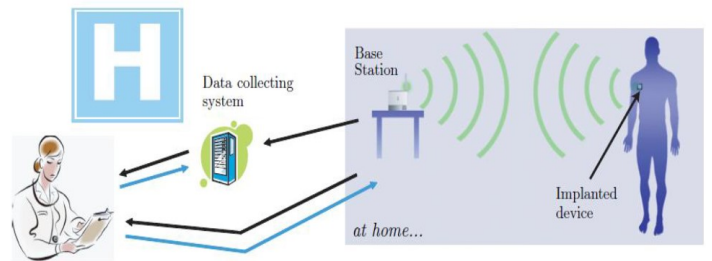 H
Data collecting
system
Base
Station
Implanted
device
at home...